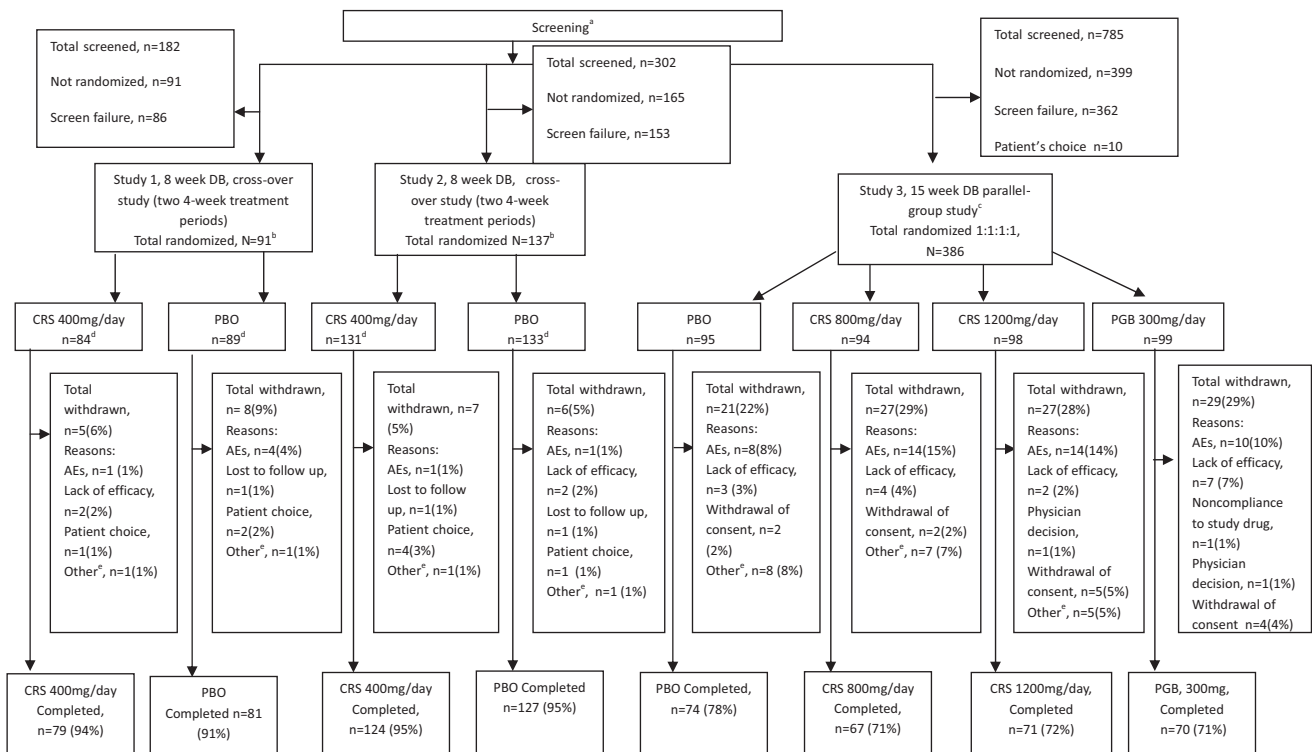 Screeningᵃ
Total screened, n=182
Not randomized, n=91
Screen failure, n=86
Total screened, n=302
Not randomized, n=165
Screen failure, n=153
Total screened, n=785
Not randomized, n=399
Screen failure, n=362
Patient's choice n=10
Study 1, 8 week DB, cross-over
study (two 4-week treatment
periods)
Total randomized, N=91ᵇ
Study 2, 8 week DB, cross-
over study (two 4-week
treatment periods)
Total randomized N=137ᵇ
Study 3, 15 week DB parallel-
group studyᶜ
Total randomized 1:1:1:1,
N=386
CRS 400mg/day
n=84ᵈ
PBO
n=89ᵈ
CRS 400mg/day
n=131ᵈ
PBO
n=133ᵈ
PBO
n=95
CRS 800mg/day
n=94
CRS 1200mg/day
n=98
PGB 300mg/day
n=99
Total
withdrawn,
n=5(6%)
Reasons:
AEs, n=1 (1%)
Lack of efficacy,
n=2(2%)
Patient choice,
n=1(1%)
Otherᵉ, n=1(1%)
Total withdrawn,
n= 8(9%)
Reasons:
AEs, n=4(4%)
Lost to follow up,
n=1(1%)
Patient choice,
n=2(2%)
Otherᵉ, n=1(1%)
Total
withdrawn, n=7
(5%)
Reasons:
AEs, n=1(1%)
Lost to follow
up, n=1(1%)
Patient choice,
n=4(3%)
Otherᵉ, n=1(1%)
Total withdrawn,
n=6(5%)
Reasons:
AEs, n=1(1%)
Lack of efficacy,
n=2 (2%)
Lost to follow up,
n=1 (1%)
Patient choice,
n=1 (1%)
Otherᵉ, n=1 (1%)
Total withdrawn,
n=21(22%)
Reasons:
AEs, n=8(8%)
Lack of efficacy,
n=3 (3%)
Withdrawal of
consent, n=2
(2%)
Otherᵉ, n=8 (8%)
Total withdrawn,
n=27(29%)
Reasons:
AEs, n=14(15%)
Lack of efficacy,
n=4 (4%)
Withdrawal of
consent, n=2(2%)
Otherᵉ, n=7 (7%)
Total withdrawn,
n=27(28%)
Reasons:
AEs, n=14(14%)
Lack of efficacy,
n=2 (2%)
Physician
decision,
n=1(1%)
Withdrawal of
consent, n=5(5%)
Otherᵉ, n=5(5%)
Total withdrawn,
n=29(29%)
Reasons:
AEs, n=10(10%)
Lack of efficacy,
n=7 (7%)
Noncompliance
to study drug,
n=1(1%)
Physician
decision, n=1(1%)
Withdrawal of
consent n=4(4%)
CRS 400mg/day
Completed,
n=79 (94%)
PBO
Completed n=81
(91%)
CRS 400mg/day
Completed,
n=124 (95%)
PBO Completed
n=127 (95%)
PBO Completed,
n=74 (78%)
CRS 800mg/day
Completed,
n=67 (71%)
CRS 1200mg/day,
Completed
n=71 (72%)
PGB, 300mg,
Completed
n=70 (71%)